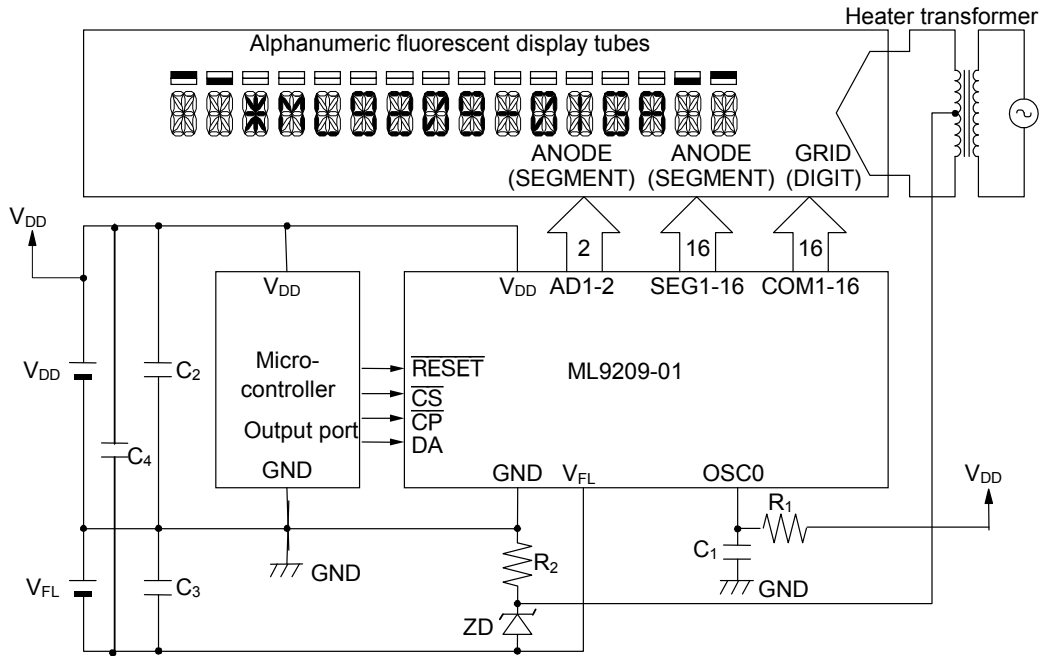 Heater transformer
Alphanumeric fluorescent display tubes
ANODE (SEGMENT)
ANODE (SEGMENT)
GRID (DIGIT)
2
16
16
VDD
VDD
VDD AD1-2 SEG1-16 COM1-16
VDD
C2
C4
Micro-controller
Output port
GND
RESET
CS
CP
DA
ML9209-01
GND VFL OSC0
VDD
R1
C1
GND
R2
GND
VFL
C3
ZD